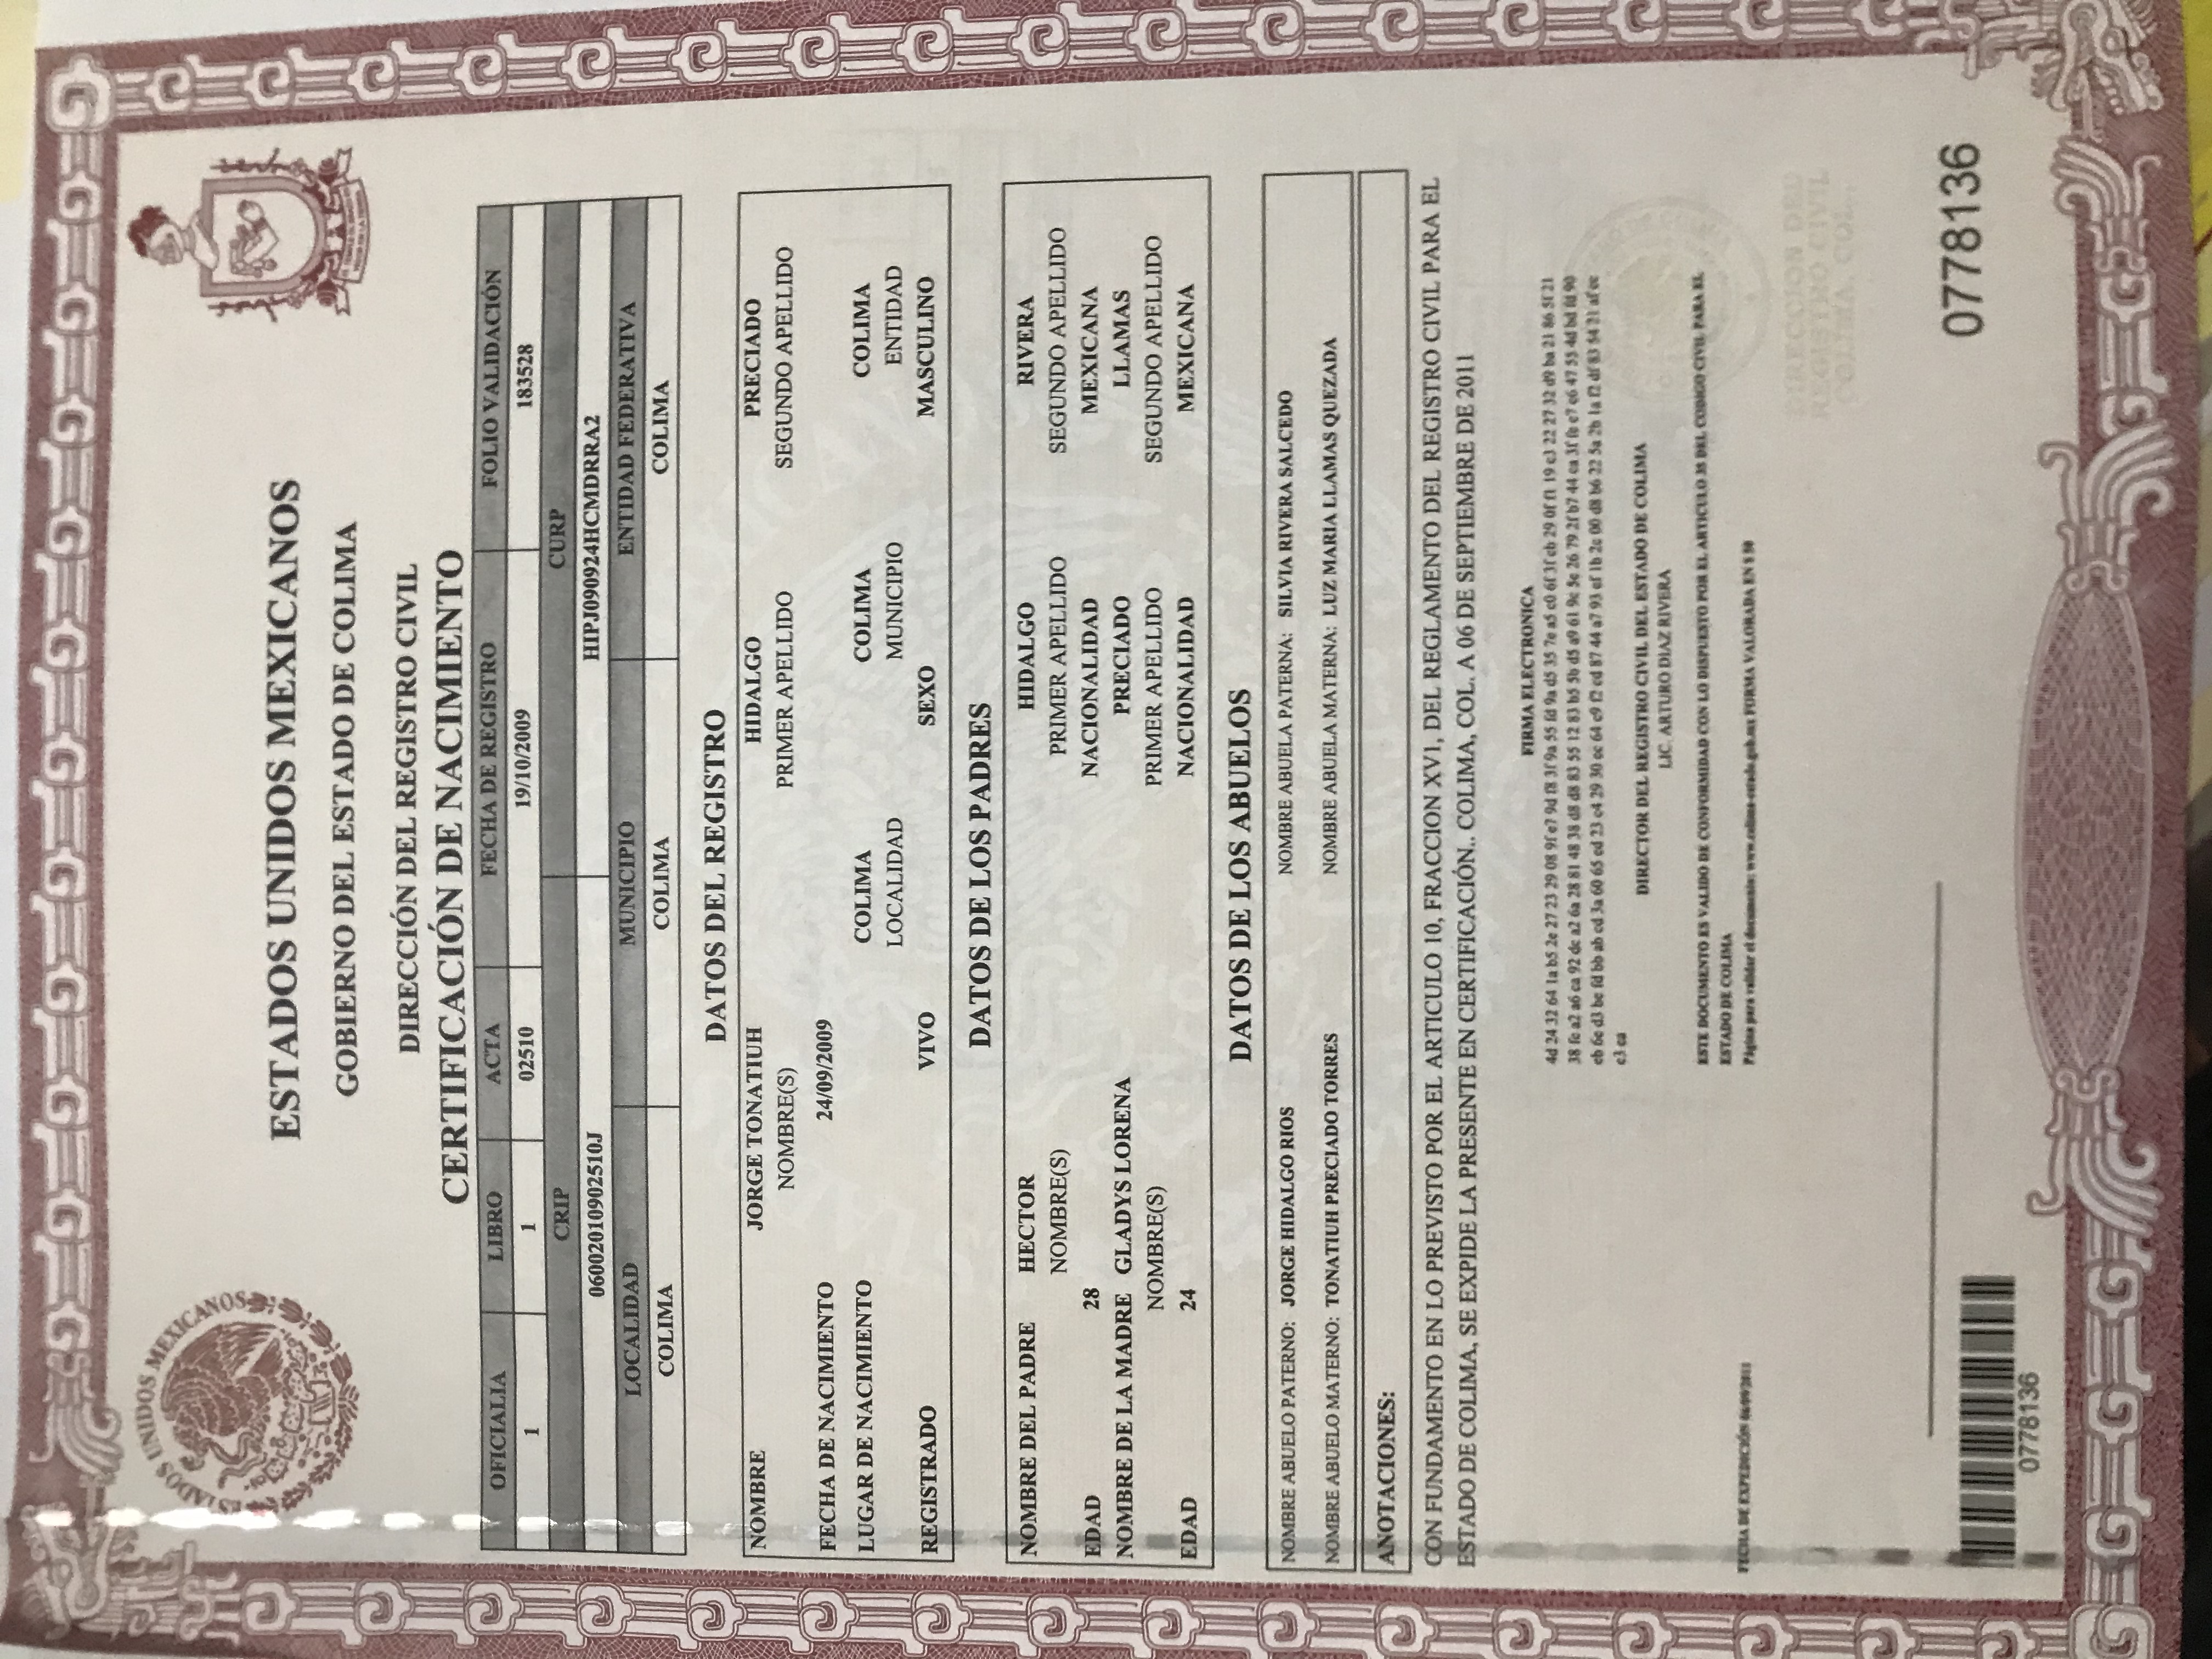 ESTADOS UNIDOS MEXICANOS
ESTADOS UNIDOS MEXICANOS
GOBIERNO DEL ESTADO DE COLIMA
DIRECCIÓN DEL REGISTRO CIVIL
CERTIFICACIÓN DE NACIMIENTO
OFICIALIA LIBRO ACTA FECHA DE REGISTRO FOLIO VALIDACIÓN
1 1 02510 19/10/2009 183528
CRIP CURP
06002010902510J HIPJ090924HCMDRRA2
LOCALIDAD MUNICIPIO ENTIDAD FEDERATIVA
COLIMA COLIMA COLIMA
DATOS DEL REGISTRO
NOMBRE JORGE TONATIUH HIDALGO PRECIADO
NOMBRE(S) PRIMER APELLIDO SEGUNDO APELLIDO
FECHA DE NACIMIENTO 24/09/2009
LUGAR DE NACIMIENTO COLIMA COLIMA COLIMA
LOCALIDAD MUNICIPIO ENTIDAD
REGISTRADO VIVO SEXO MASCULINO
DATOS DE LOS PADRES
NOMBRE DEL PADRE HECTOR HIDALGO RIVERA
NOMBRE(S) PRIMER APELLIDO SEGUNDO APELLIDO
EDAD 28 NACIONALIDAD MEXICANA
NOMBRE DE LA MADRE GLADYS LORENA PRECIADO LLAMAS
NOMBRE(S) PRIMER APELLIDO SEGUNDO APELLIDO
EDAD 24 NACIONALIDAD MEXICANA
DATOS DE LOS ABUELOS
NOMBRE ABUELO PATERNO: JORGE HIDALGO RIOS NOMBRE ABUELA PATERNA: SILVIA RIVERA SALCEDO
NOMBRE ABUELO MATERNO: TONATIUH PRECIADO TORRES NOMBRE ABUELA MATERNA: LUZ MARIA LLAMAS QUEZADA
ANOTACIONES:
CON FUNDAMENTO EN LO PREVISTO POR EL ARTICULO 10, FRACCION XV1, DEL REGLAMENTO DEL REGISTRO CIVIL PARA EL
ESTADO DE COLIMA, SE EXPIDE LA PRESENTE EN CERTIFICACIÓN.. COLIMA, COL. A 06 DE SEPTIEMBRE DE 2011
FIRMA ELECTRONICA
4d 24 32 64 1a b5 2e 27 23 29 08 9f e7 9d f8 3f 9a 55 fd 9a d5 35 7e a5 c0 6f 3f cb 29 0f f1 19 c3 22 27 32 d9 ba 21 86 5f 21
38 fe a2 a6 ca 92 dc a2 6a 28 81 48 38 d8 d8 83 55 12 83 b5 5b d5 a9 61 9c 5e 26 79 2f b7 44 ea 3f fe c7 e6 47 55 4d bd fd 90
eb 6e d3 be fd bb ab cd 3a 60 65 ed 23 c4 29 30 ec 64 c9 f2 cd 87 44 a7 93 ef 1b 2c 00 d8 b6 22 5a 2b 1a f2 df 83 54 21 af ee
c3 ea
DIRECTOR DEL REGISTRO CIVIL DEL ESTADO DE COLIMA
LIC. ARTURO DIAZ RIVERA
ESTE DOCUMENTO ES VALIDO DE CONFORMIDAD CON LO DISPUESTO POR EL ARTICULO 35 DEL CODIGO CIVIL PARA EL
ESTADO DE COLIMA
FECHA DE EXPEDICIÓN 06/09/2011
Página para validar el documento: www.colima-estado.gob.mx FORMA VALORADA EN $ 50
DIRECCION DEL
REGISTRO CIVIL
COLIMA, COL.
0778136
0778136